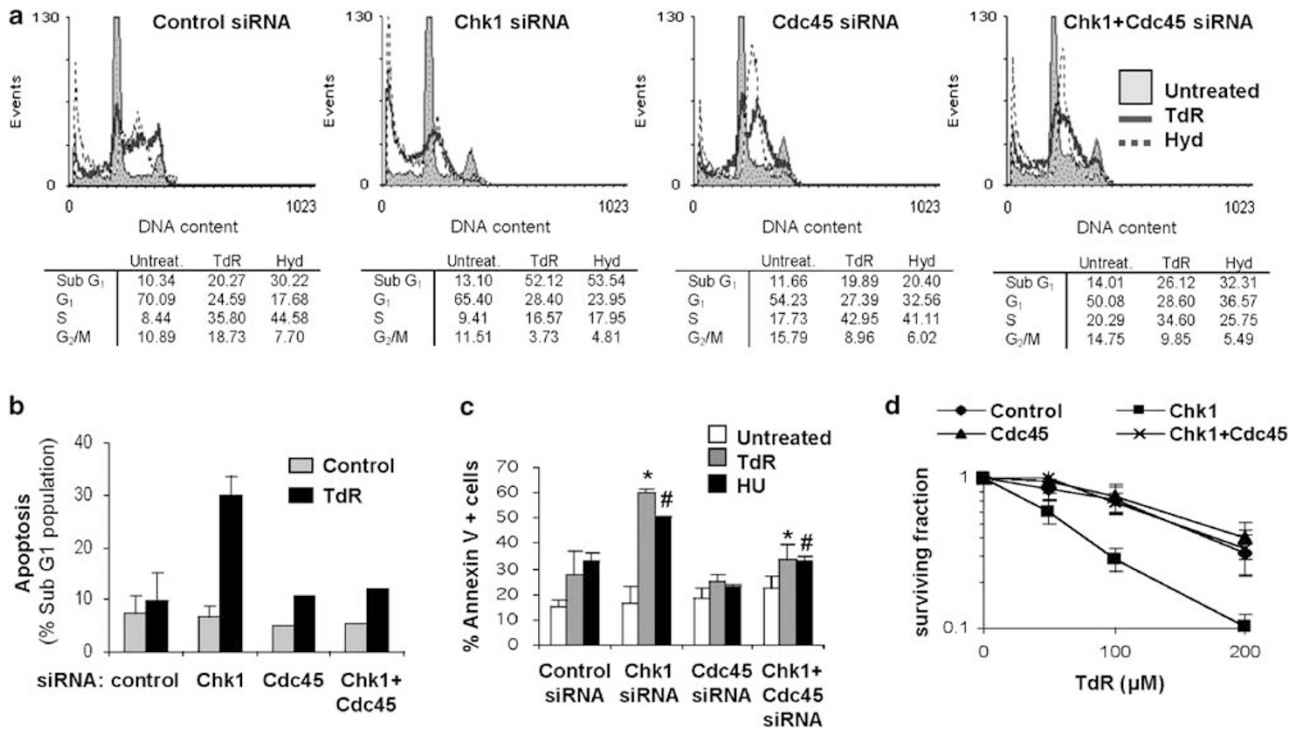 a
Control siRNA
Chk1 siRNA
Cdc45 siRNA
Chk1+Cdc45 siRNA
130
Events
0
0
1023
DNA content
130
Events
0
0
1023
DNA content
130
Events
0
0
1023
DNA content
130
Events
0
0
1023
DNA content
Untreated
TdR
Hyd
Untreat. TdR Hyd
Sub G₁ 10.34 20.27 30.22
G₁ 70.09 24.59 17.68
S 8.44 35.80 44.58
G₂/M 10.89 18.73 7.70
Untreat. TdR Hyd
Sub G₁ 13.10 52.12 53.54
G₁ 65.40 28.40 23.95
S 9.41 16.57 17.95
G₂/M 11.51 3.73 4.81
Untreat. TdR Hyd
Sub G₁ 11.66 19.89 20.40
G₁ 54.23 27.39 32.56
S 17.73 42.95 41.11
G₂/M 15.79 8.96 6.02
Untreat. TdR Hyd
Sub G₁ 14.01 26.12 32.31
G₁ 50.08 28.60 36.57
S 20.29 34.60 25.75
G₂/M 14.75 9.85 5.49
b
Apoptosis
(% Sub G1 population)
40
30
20
10
0
Control
TdR
siRNA: control Chk1 Cdc45 Chk1+
Cdc45
c
Untreated
TdR
HU
% Annexin V + cells
70
60
50
40
30
20
10
0
* #
* #
Control
siRNA
Chk1
siRNA
Cdc45
siRNA
Chk1+
Cdc45
siRNA
d
Control Chk1
Cdc45 Chk1+Cdc45
surviving fraction
1
0.1
0 100 200
TdR (µM)